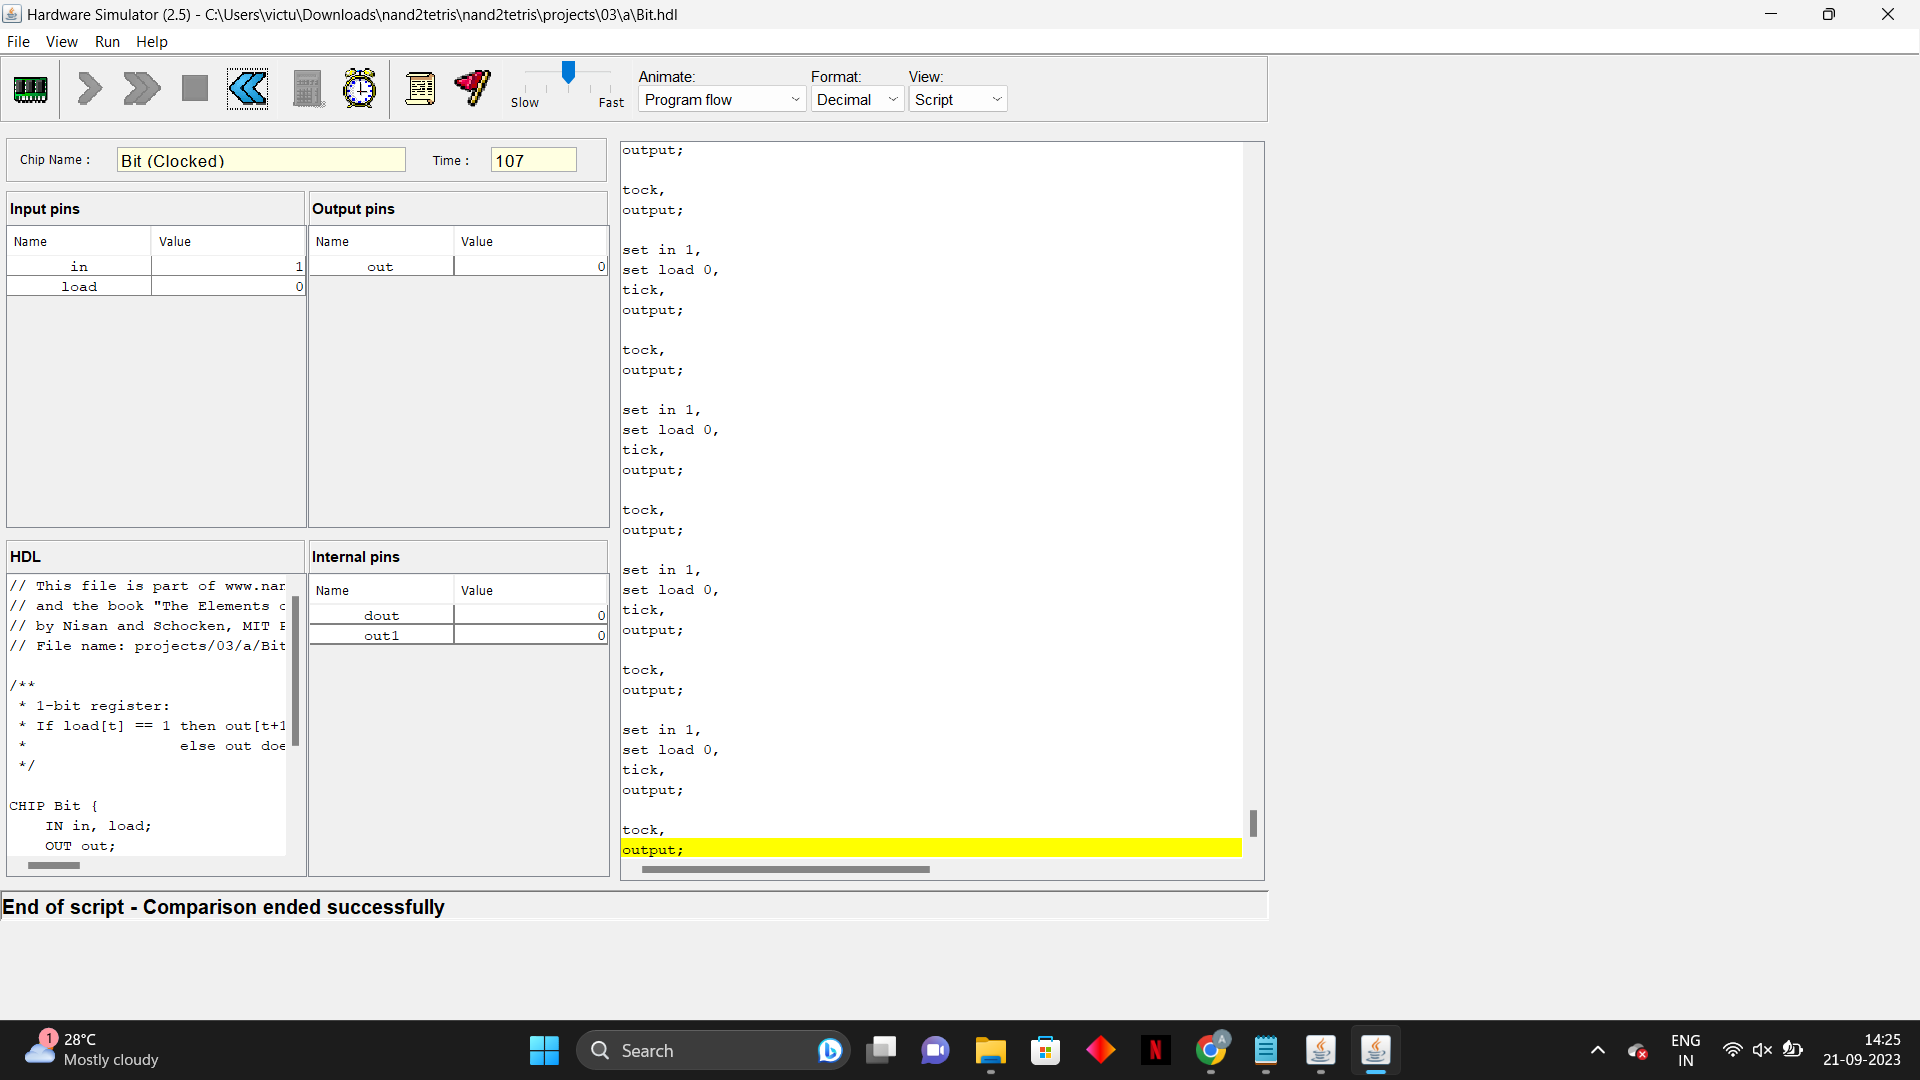 Hardware Simulator (2.5) - C:\Users\victu\Downloads\nand2tetris\nand2tetris\projects\03\a\Bit.hdl
File View Run Help
Slow Fast
Animate: Format: View:
Program flow Decimal Script
Chip Name : Bit (Clocked) Time : 107
Input pins
Name Value
in 1
load 0
Output pins
Name Value
out 0
HDL
// This file is part of www.nan
// and the book "The Elements o
// by Nisan and Schocken, MIT P
// File name: projects/03/a/Bit
/**
* 1-bit register:
* If load[t] == 1 then out[t+1
* else out doe
*/
CHIP Bit {
IN in, load;
OUT out;
Internal pins
Name Value
dout 0
out1 0
output;
tock,
output;
set in 1,
set load 0,
tick,
output;
tock,
output;
set in 1,
set load 0,
tick,
output;
tock,
output;
set in 1,
set load 0,
tick,
output;
tock,
output;
set in 1,
set load 0,
tick,
output;
tock,
output;
End of script - Comparison ended successfully
1
28°C
Mostly cloudy
Search
A
N
ENG
IN
14:25
21-09-2023